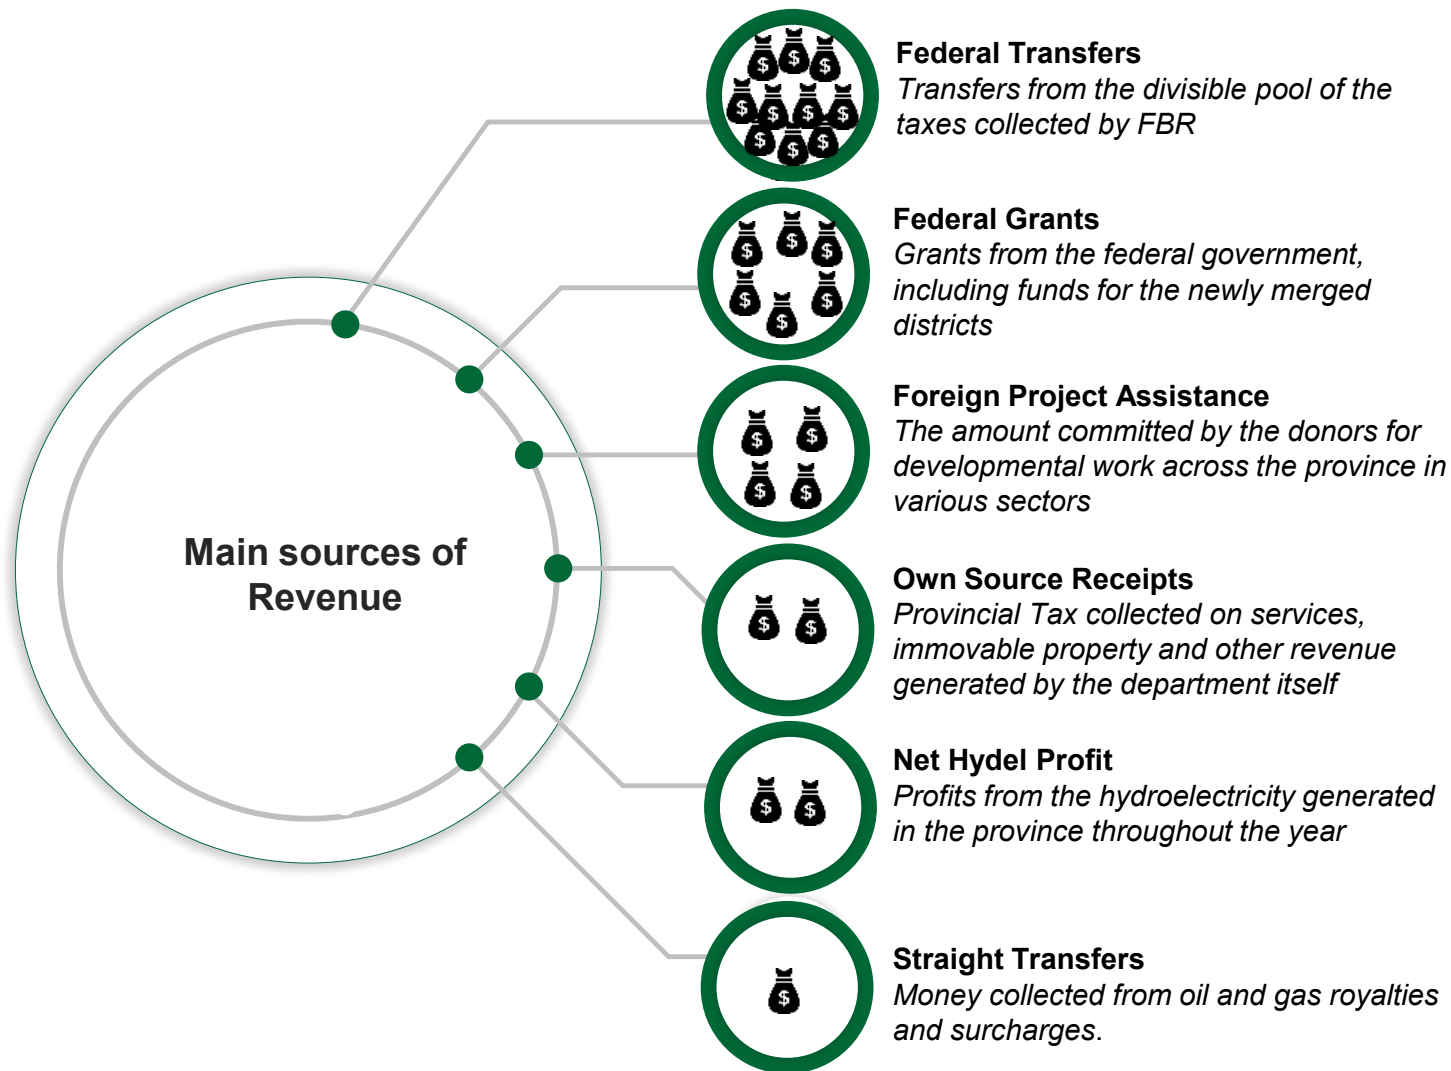 Main sources of
Revenue
Federal Transfers
Transfers from the divisible pool of the
taxes collected by FBR
Federal Grants
Grants from the federal government,
including funds for the newly merged
districts
Foreign Project Assistance
The amount committed by the donors for
developmental work across the province in
various sectors
Own Source Receipts
Provincial Tax collected on services,
immovable property and other revenue
generated by the department itself
Net Hydel Profit
Profits from the hydroelectricity generated
in the province throughout the year
Straight Transfers
Money collected from oil and gas royalties
and surcharges.